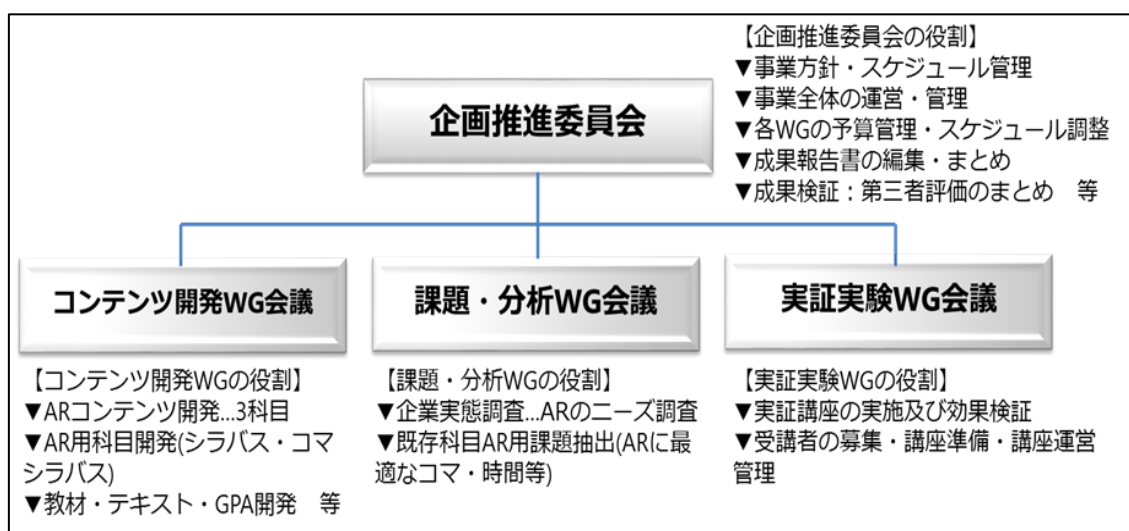 【企画推進委員会の役割】
▼事業方針・スケジュール管理
▼事業全体の運営・管理
▼各WGの予算管理・スケジュール調整
▼成果報告書の編集・まとめ
▼成果検証：第三者評価のまとめ　等
企画推進委員会
コンテンツ開発WG会議
【コンテンツ開発WGの役割】
▼ARコンテンツ開発…3科目
▼AR用科目開発(シラバス・コマ
シラバス)
▼教材・テキスト・GPA開発　等
課題・分析WG会議
【課題・分析WGの役割】
▼企業実態調査…ARのニーズ調査
▼既存科目AR用課題抽出(ARに最
適なコマ・時間等)
実証実験WG会議
【実証実験WGの役割】
▼実証講座の実施及び効果検証
▼受講者の募集・講座準備・講座運営
管理